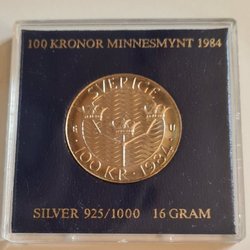 100 KRONOR MINNESMYNT 1984
SVERIGE
100 KR · 1984
SILVER 925/1000 16 GRAM